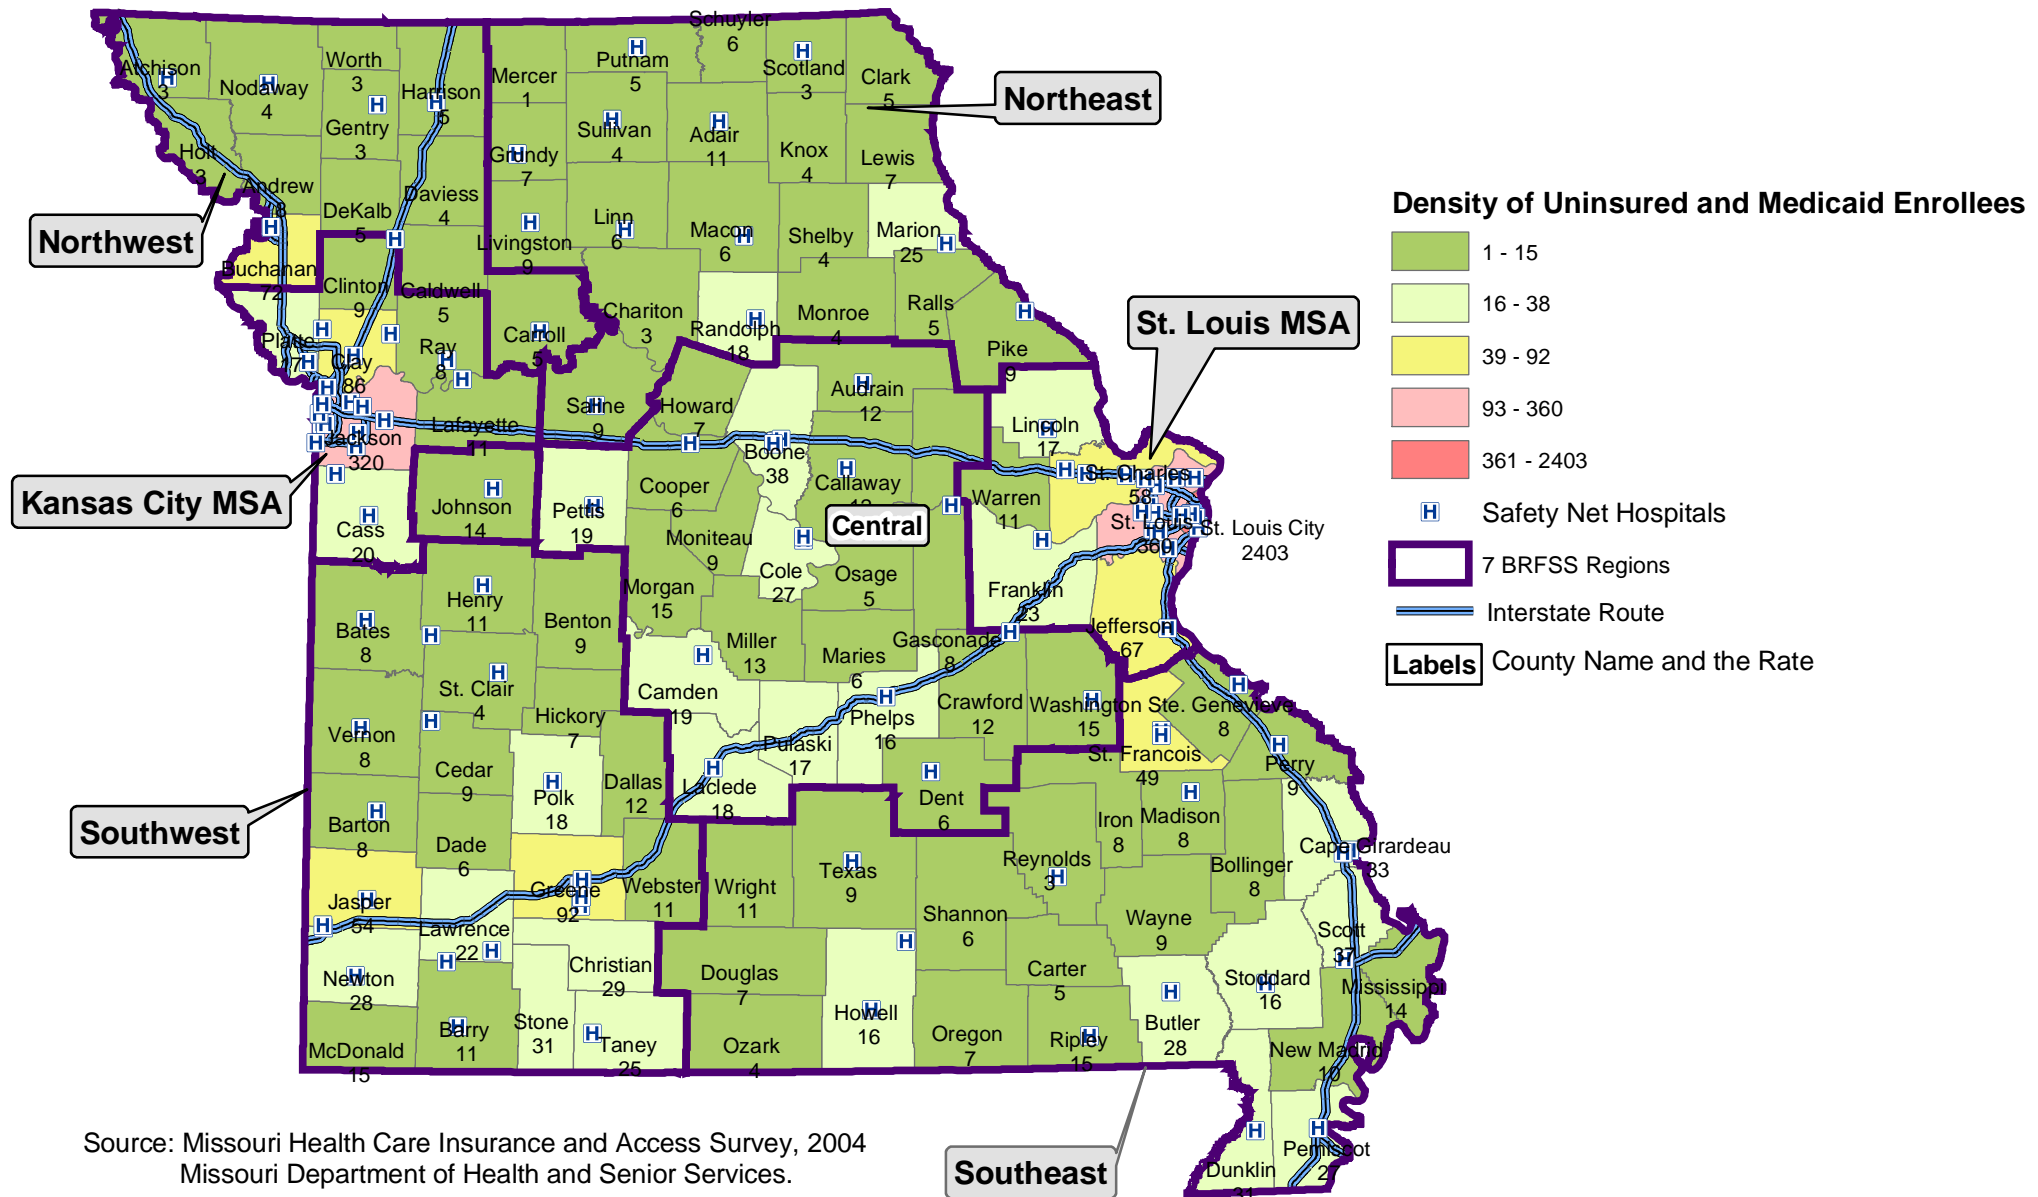 Schuyler
6
Atchison
3
Nodaway
4
Worth
3
Harrison
5
Mercer
1
Putnam
5
Scotland
3
Clark
5
Northeast
Gentry
3
Sullivan
4
Adair
11
Knox
4
Lewis
7
Holt
3
Andrew
8
DeKalb
5
Daviess
4
Grundy
7
Livingston
9
Linn
6
Macon
6
Shelby
4
Marion
25
Northwest
Buchanan
72
Clinton
9
Caldwell
5
Carroll
5
Chariton
3
Randolph
18
Monroe
4
Ralls
5
Pike
9
St. Louis MSA
Platte
17
Clay
86
Ray
8
Saline
9
Howard
7
Audrain
12
Lincoln
17
Jackson
320
Lafayette
11
Kansas City MSA
Cass
20
Johnson
14
Pettis
19
Cooper
6
Boone
38
Callaway
Central
Warren
11
St. Charles
58
St. Louis
360
St. Louis City
2403
Moniteau
9
Cole
27
Osage
5
Franklin
23
Jefferson
67
Morgan
15
Miller
13
Maries
6
Gasconade
8
Bates
8
Henry
11
Benton
9
Camden
19
Pulaski
17
Phelps
16
Crawford
12
Washington
15
Ste. Genevieve
8
St. Francois
49
Perry
9
Vernon
8
St. Clair
4
Hickory
7
Cedar
9
Polk
18
Dallas
12
Laclede
18
Dent
6
Iron
8
Madison
8
Southwest
Barton
8
Dade
6
Greene
92
Webster
11
Wright
11
Texas
9
Reynolds
3
Bollinger
8
Cape Girardeau
33
Jasper
54
Lawrence
22
Christian
29
Shannon
6
Wayne
9
Scott
37
Newton
28
Douglas
7
Howell
16
Carter
5
Stoddard
16
Mississippi
14
McDonald
15
Barry
11
Stone
31
Taney
25
Ozark
4
Oregon
7
Ripley
15
Butler
28
New Madrid
10
Southeast
Dunklin
31
Pemiscot
27
Density of Uninsured and Medicaid Enrollees
1 - 15
16 - 38
39 - 92
93 - 360
361 - 2403
H Safety Net Hospitals
7 BRFSS Regions
Interstate Route
Labels County Name and the Rate
Source: Missouri Health Care Insurance and Access Survey, 2004
Missouri Department of Health and Senior Services.